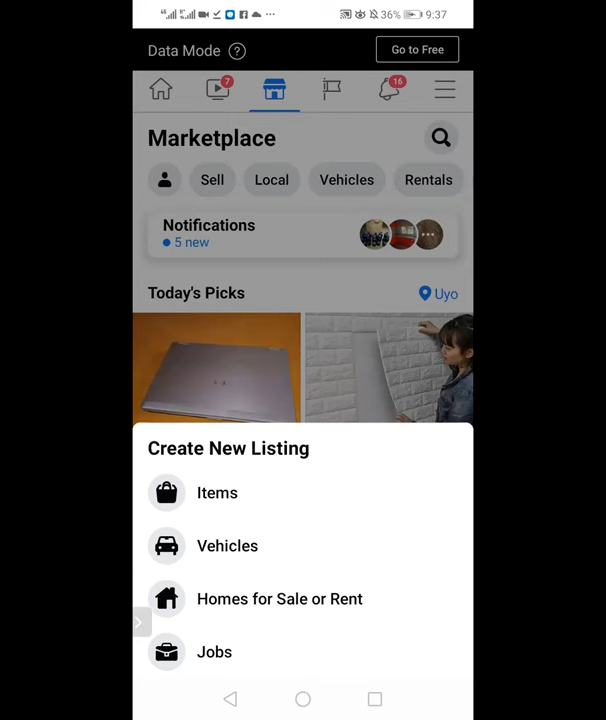 36% 9:37
Data Mode ? Go to Free
7 16
Marketplace
Sell Local Vehicles Rentals
Notifications
5 new
Today's Picks Uyo
Create New Listing
Items
Vehicles
Homes for Sale or Rent
Jobs